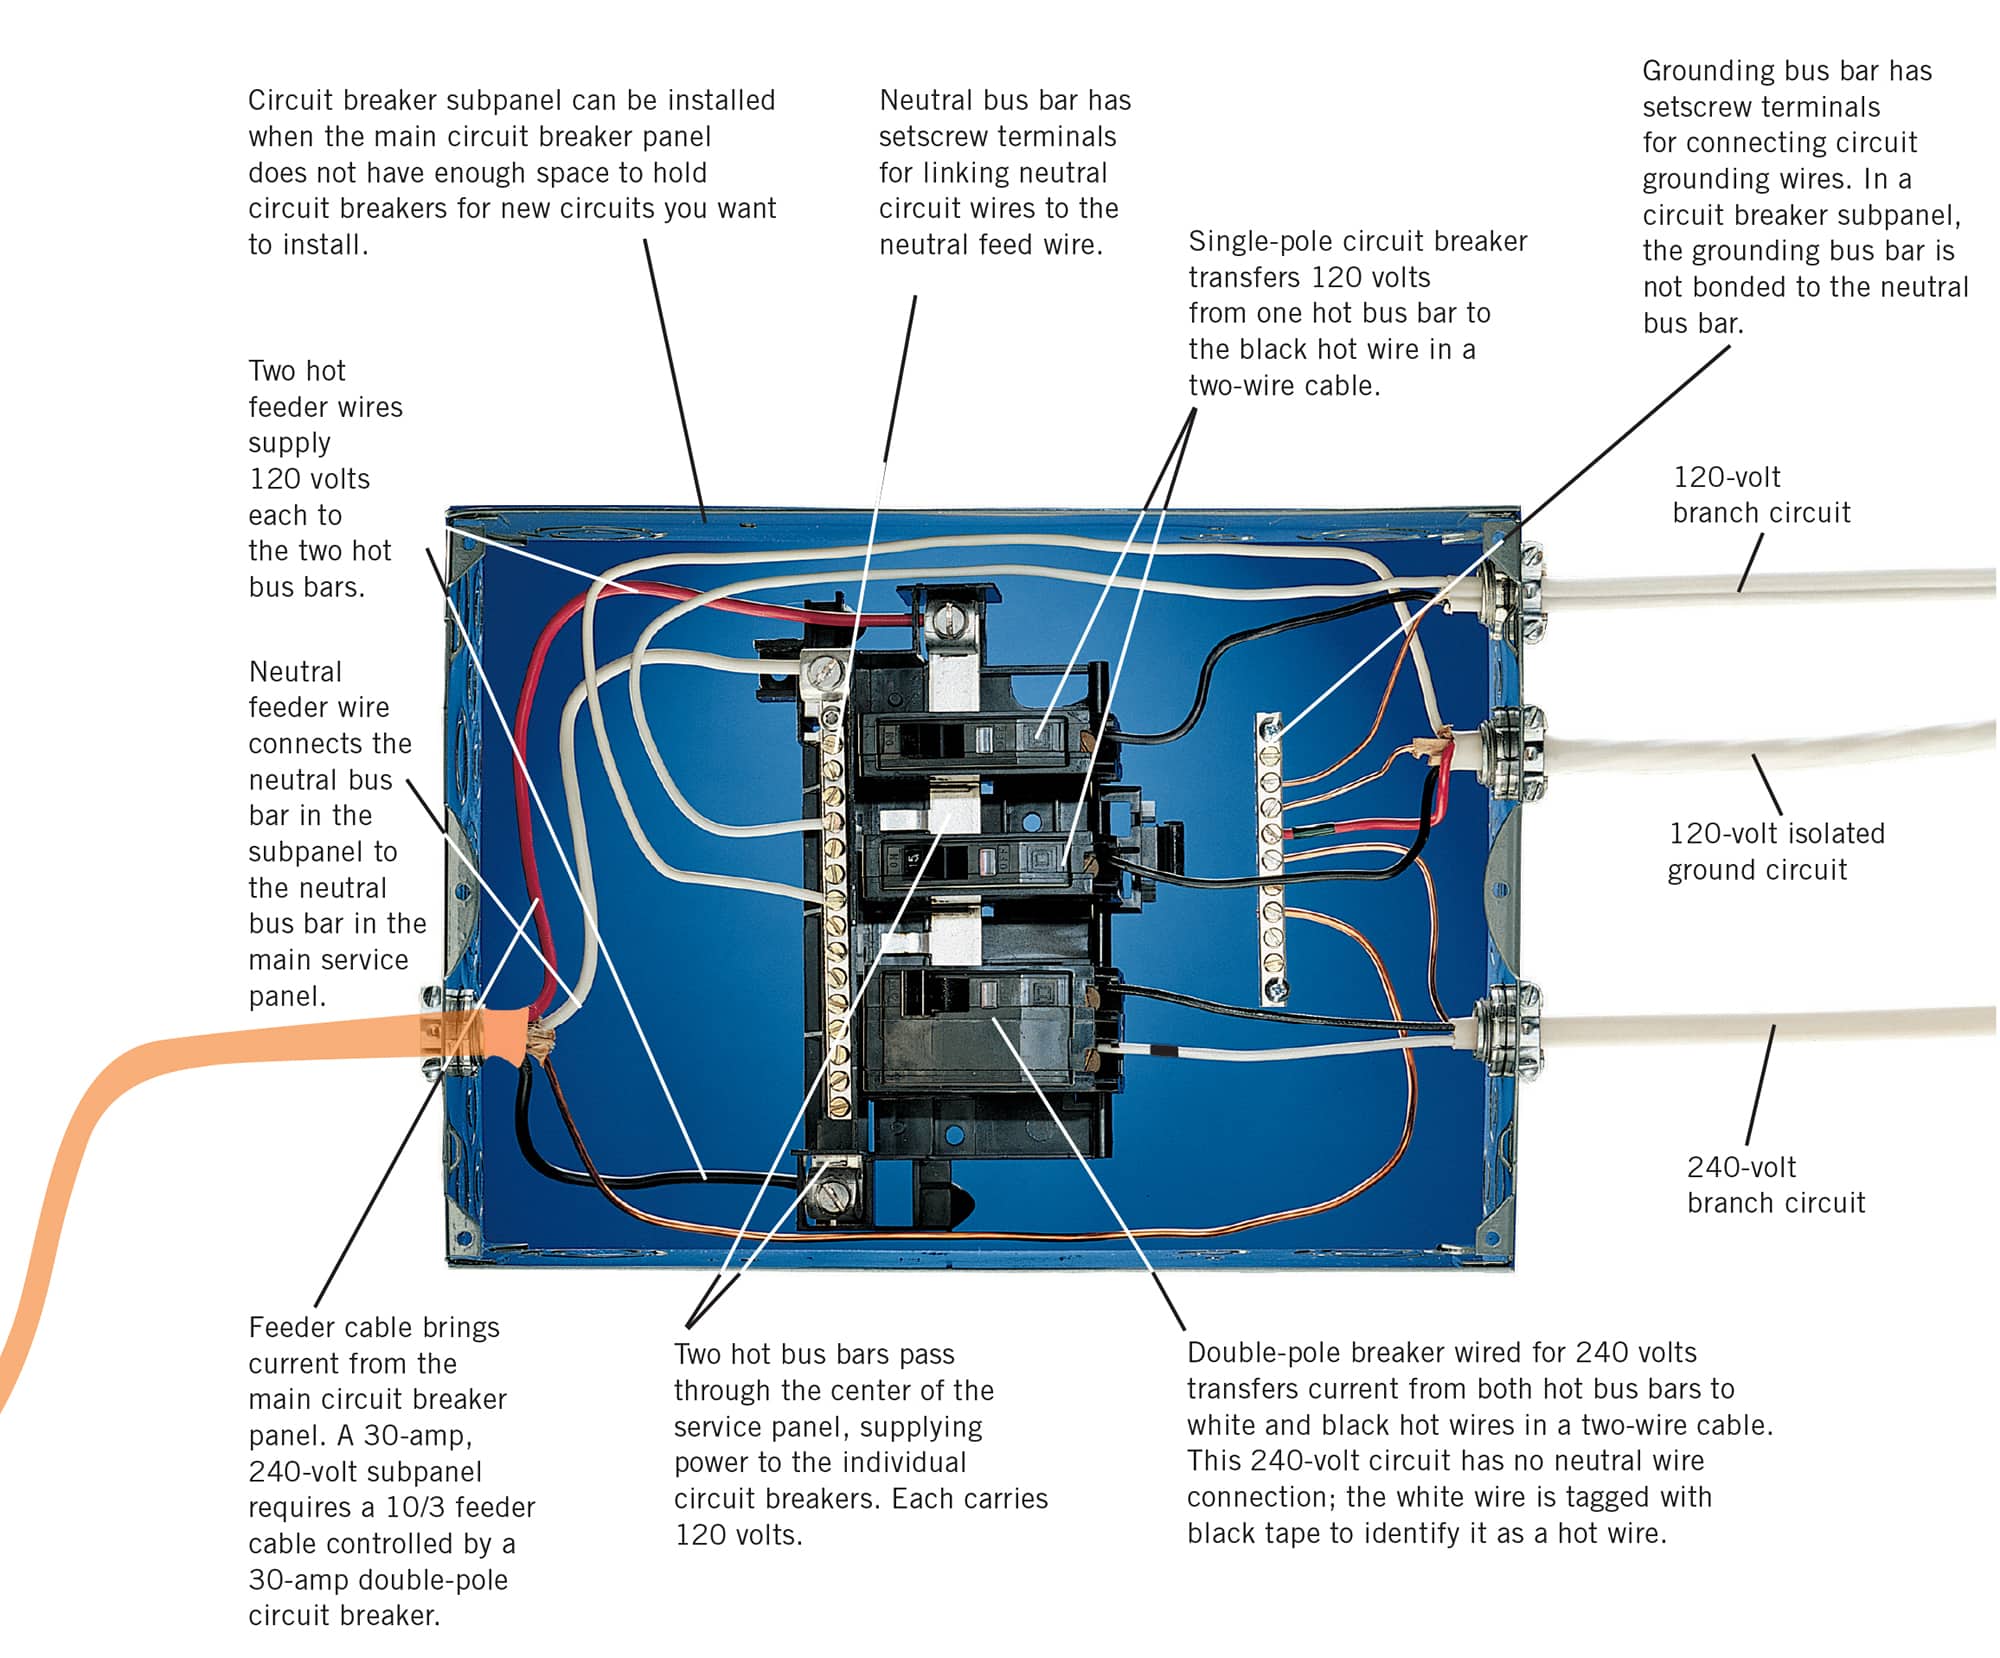 Circuit breaker subpanel can be installed
when the main circuit breaker panel
does not have enough space to hold
circuit breakers for new circuits you want
to install.
Neutral bus bar has
setscrew terminals
for linking neutral
circuit wires to the
neutral feed wire.
Single-pole circuit breaker
transfers 120 volts
from one hot bus bar to
the black hot wire in a
two-wire cable.
Grounding bus bar has
setscrew terminals
for connecting circuit
grounding wires. In a
circuit breaker subpanel,
the grounding bus bar is
not bonded to the neutral
bus bar.
Two hot
feeder wires
supply
120 volts
each to
the two hot
bus bars.
120-volt
branch circuit
Neutral
feeder wire
connects the
neutral bus
bar in the
subpanel to
the neutral
bus bar in the
main service
panel.
120-volt isolated
ground circuit
240-volt
branch circuit
Feeder cable brings
current from the
main circuit breaker
panel. A 30-amp,
240-volt subpanel
requires a 10/3 feeder
cable controlled by a
30-amp double-pole
circuit breaker.
Two hot bus bars pass
through the center of the
service panel, supplying
power to the individual
circuit breakers. Each carries
120 volts.
Double-pole breaker wired for 240 volts
transfers current from both hot bus bars to
white and black hot wires in a two-wire cable.
This 240-volt circuit has no neutral wire
connection; the white wire is tagged with
black tape to identify it as a hot wire.
ON
ON
15
OFF